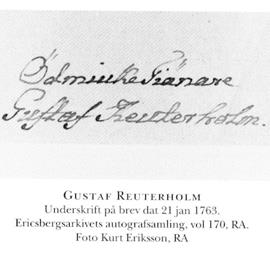 Ödmiuke Tiänare
Gustaf Reuterholm.
GUSTAF REUTERHOLM
Underskrift på brev dat 21 jan 1763.
Ericsbergsarkivets autografsamling, vol 170, RA.
Foto Kurt Eriksson, RA